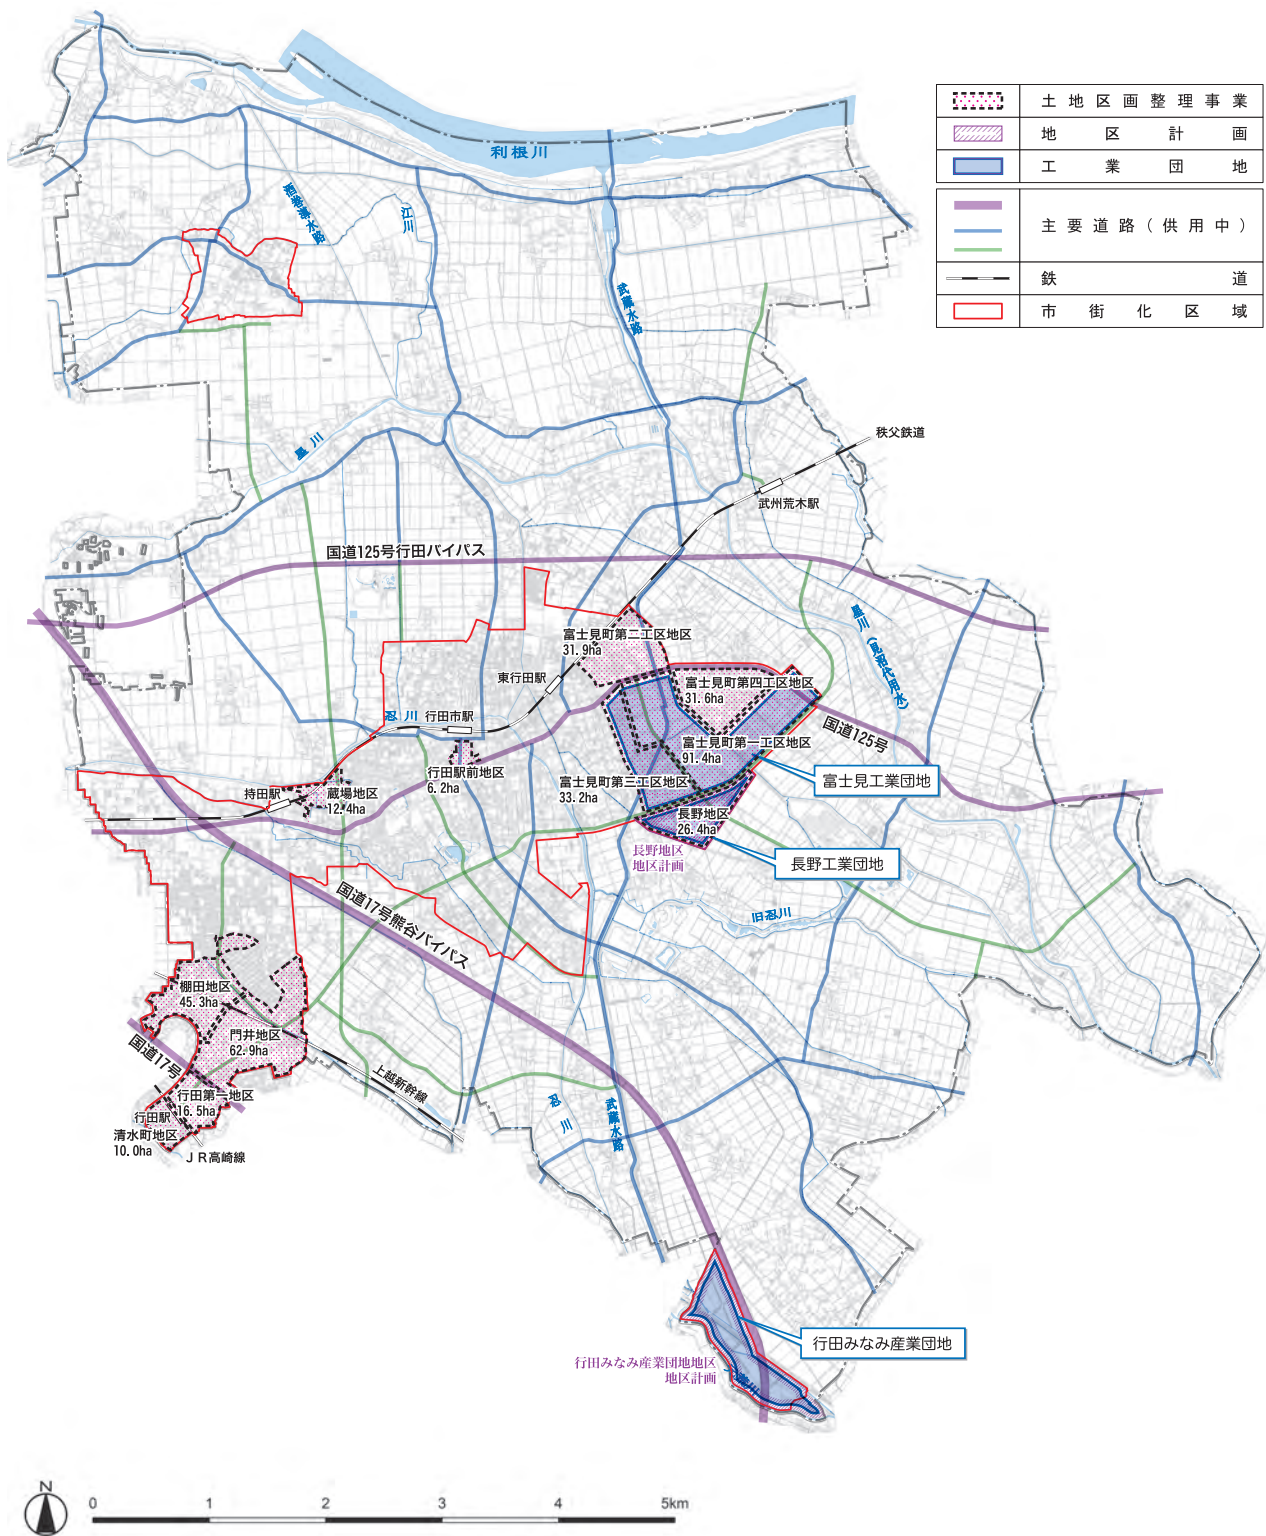 土地区画整理事業
地区計画
工業団地
主要道路(供用中)
鉄道
市街化区域
利根川
酒巻導水路
江川
武蔵水路
星川
秩父鉄道
武州荒木駅
国道125号行田バイパス
星川(見沼代用水)
富士見町第二工区地区
31.9ha
東行田駅
富士見町第四工区地区
31.6ha
忍川
行田市駅
国道125号
富士見町第一工区地区
91.4ha
行田駅前地区
6.2ha
富士見町第三工区地区
33.2ha
富士見工業団地
持田駅
蔵場地区
12.4ha
長野地区
26.4ha
長野地区
地区計画
長野工業団地
国道17号熊谷バイパス
旧忍川
棚田地区
45.3ha
門井地区
62.9ha
国道17号
上越新幹線
行田第一地区
16.5ha
行田駅
清水町地区
10.0ha
JR高崎線
忍川
武蔵水路
行田みなみ産業団地
行田みなみ産業団地地区
地区計画
N
0 1 2 3 4 5km